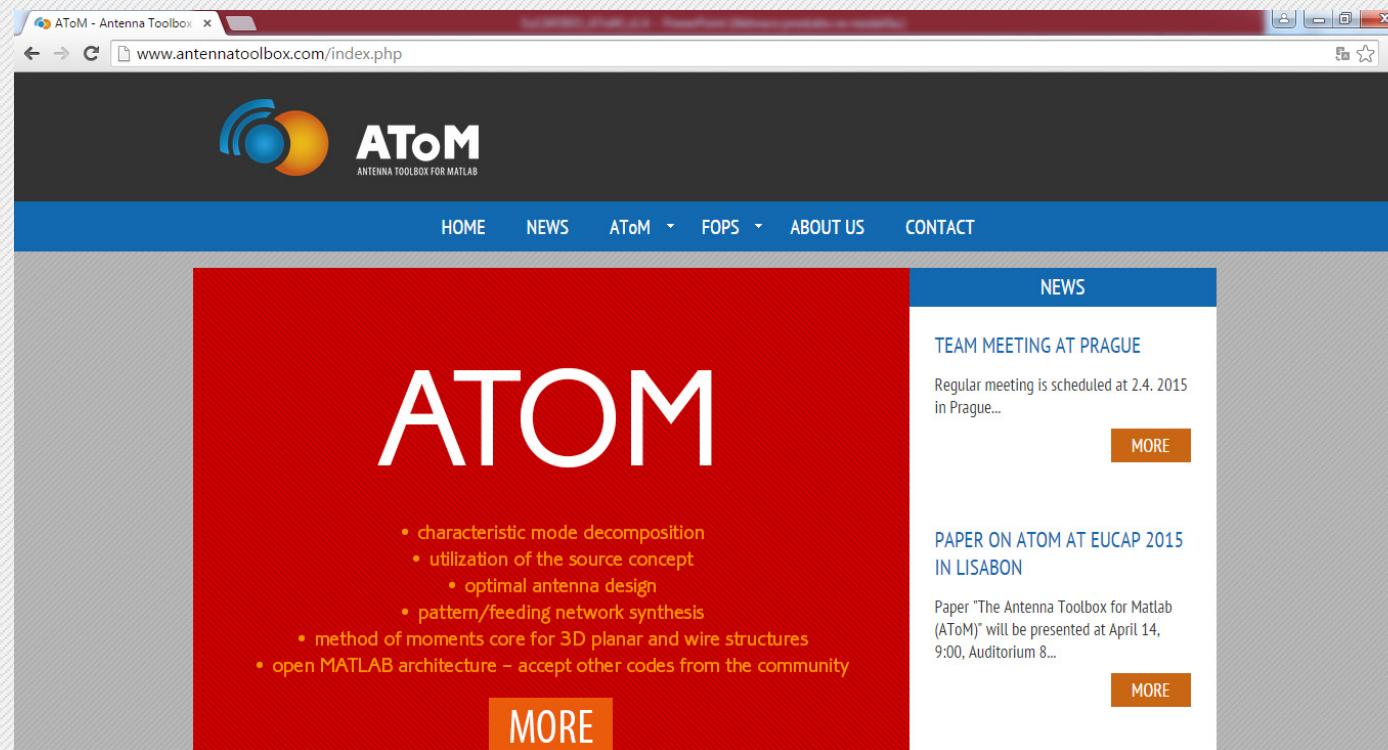 AToM - Antenna Toolbox
www.antennatoolbox.com/index.php
AToM
ANTENNA TOOLBOX FOR MATLAB
HOME NEWS AToM FOPS ABOUT US CONTACT
ATOM
• characteristic mode decomposition
• utilization of the source concept
• optimal antenna design
• pattern/feeding network synthesis
• method of moments core for 3D planar and wire structures
• open MATLAB architecture – accept other codes from the community
MORE
NEWS
TEAM MEETING AT PRAGUE
Regular meeting is scheduled at 2.4. 2015
in Prague...
MORE
PAPER ON ATOM AT EUCAP 2015
IN LISABON
Paper "The Antenna Toolbox for Matlab
(AToM)" will be presented at April 14,
9:00, Auditorium 8...
MORE